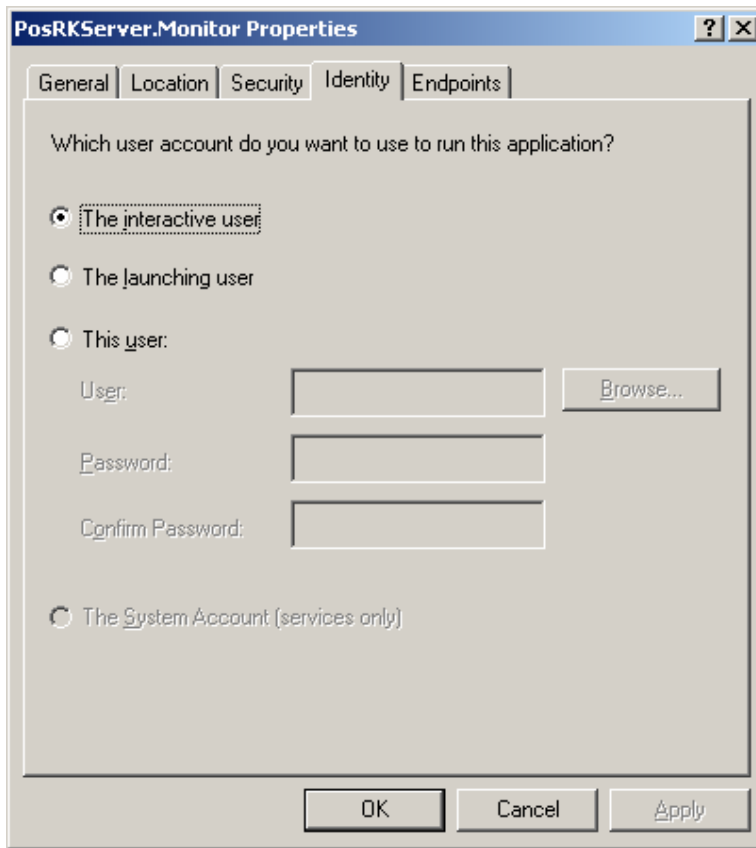 PosRKServer.Monitor Properties
General Location Security Identity Endpoints
Which user account do you want to use to run this application?
The interactive user
The launching user
This user:
User:
Browse...
Password:
Confirm Password:
The System Account (services only)
OK Cancel Apply